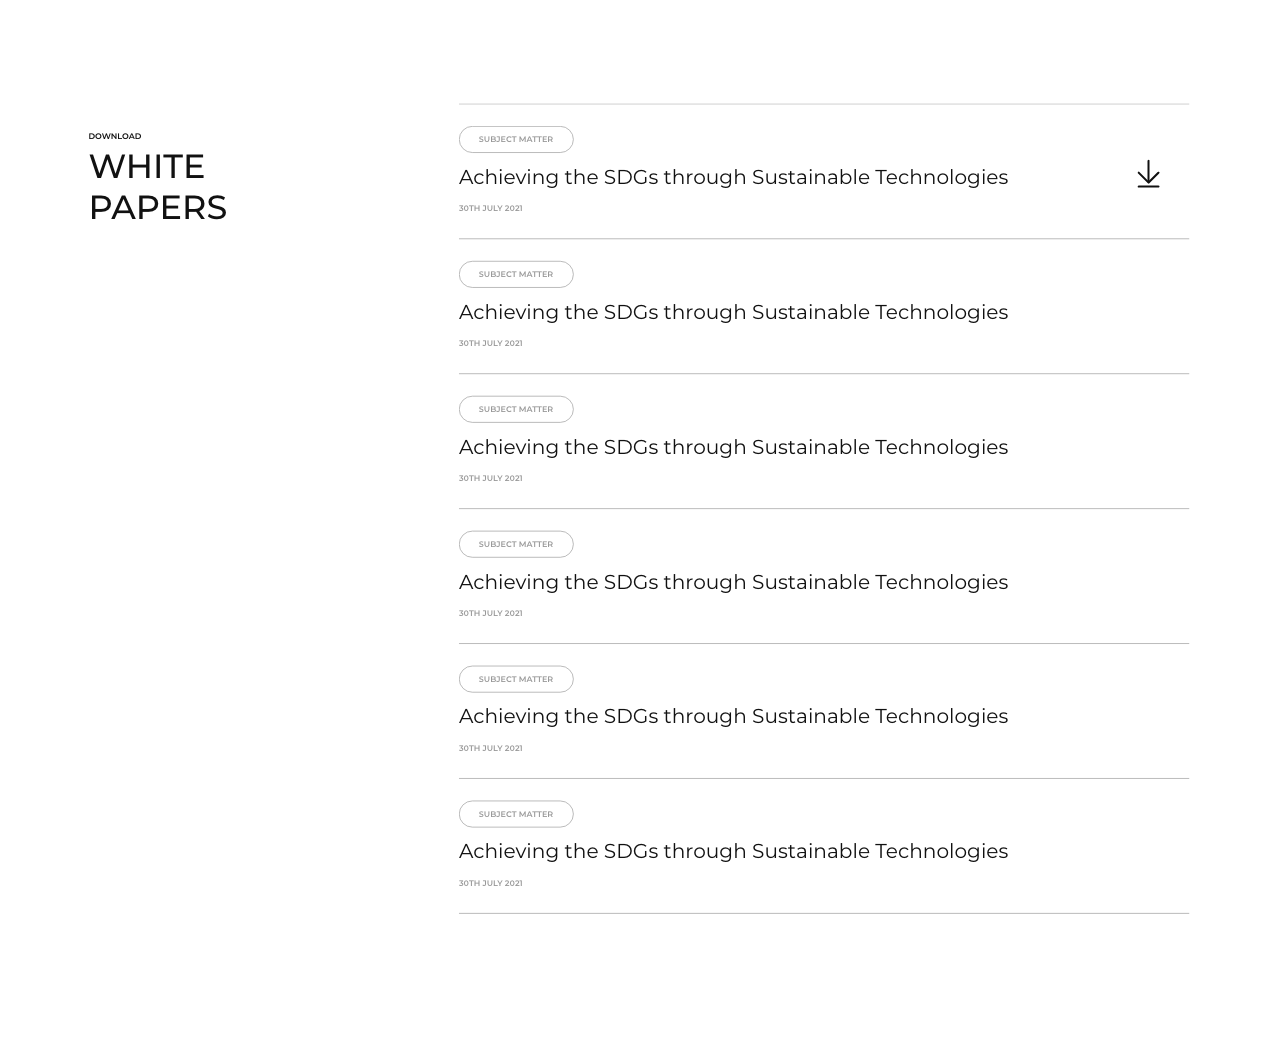 DOWNLOAD
WHITE
PAPERS
SUBJECT MATTER
Achieving the SDGs through Sustainable Technologies
30TH JULY 2021
SUBJECT MATTER
Achieving the SDGs through Sustainable Technologies
30TH JULY 2021
SUBJECT MATTER
Achieving the SDGs through Sustainable Technologies
30TH JULY 2021
SUBJECT MATTER
Achieving the SDGs through Sustainable Technologies
30TH JULY 2021
SUBJECT MATTER
Achieving the SDGs through Sustainable Technologies
30TH JULY 2021
SUBJECT MATTER
Achieving the SDGs through Sustainable Technologies
30TH JULY 2021